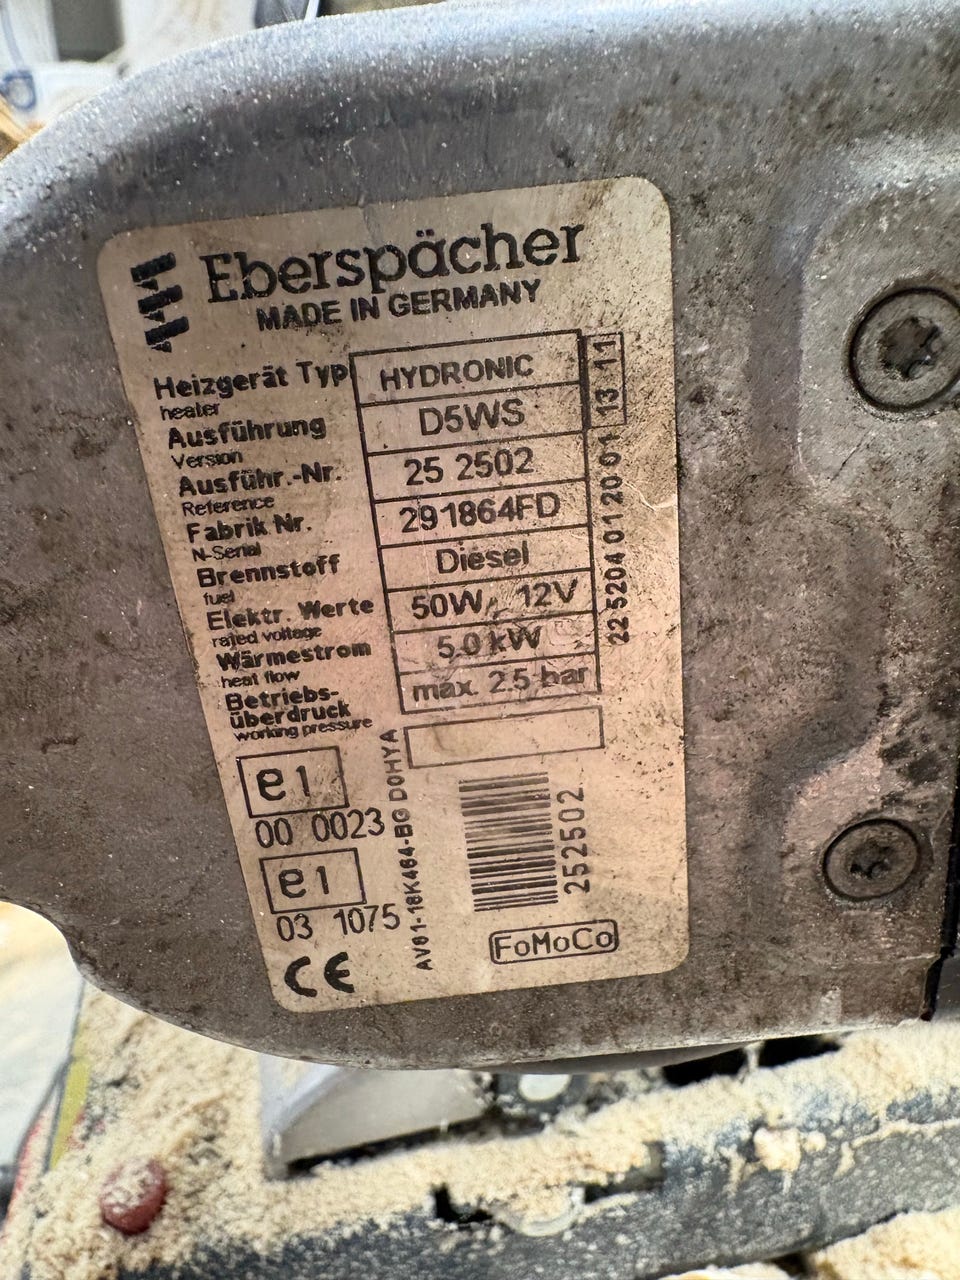 Eberspächer
MADE IN GERMANY
Heizgerät Typ HYDRONIC
heater
Ausführung D5WS
Version
Ausführ.-Nr. 25 2502
Reference
Fabrik Nr. 291864FD
N-Serial
Brennstoff Diesel
fuel
Elektr. Werte 50W, 12V
rated voltage
Wärmestrom 5.0 kW
heat flow
Betriebs-
überdruck max. 2.5 bar
working pressure
22 5204 01 20 01 13 11
e1
00 0023
e1
03 1075
CE
AV61-18K464-BG D0HYA
252502
FoMoCo